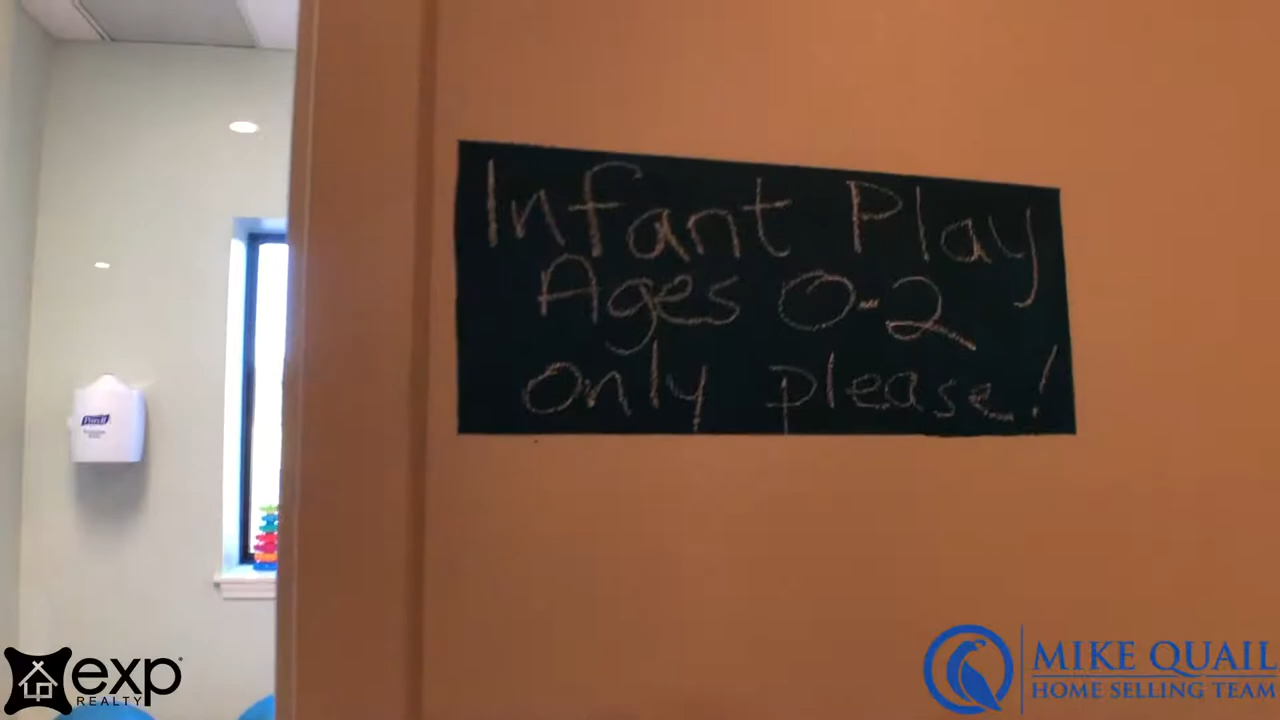 Infant Play
Ages 0-2
only please!
PURELL
exp
REALTY
MIKE QUAIL
HOME SELLING TEAM